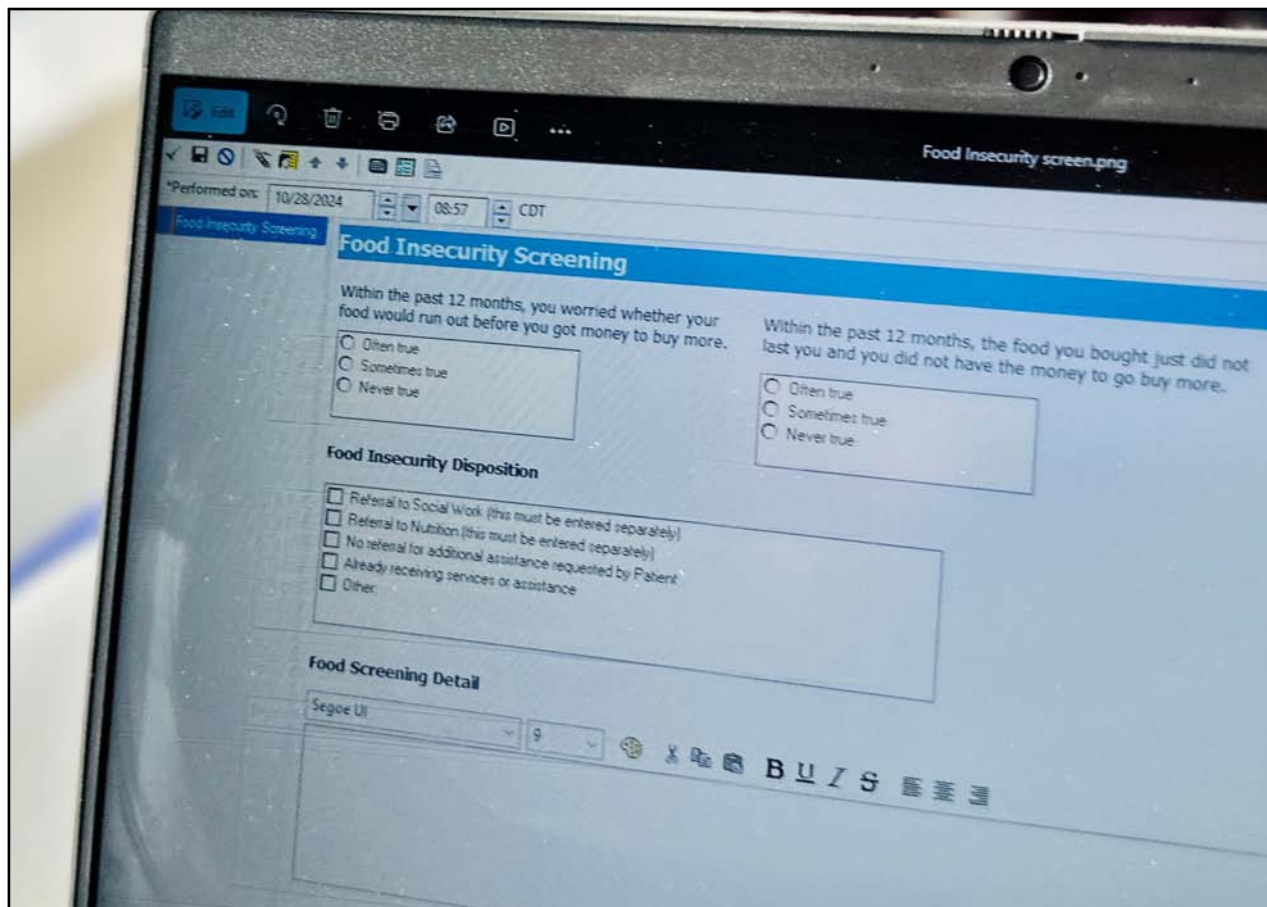 Edit
Food Insecurity screen.png
*Performed on: 10/28/2024 08:57 CDT
Food Insecurity Screening
Food Insecurity Screening
Within the past 12 months, you worried whether your
food would run out before you got money to buy more.
Often true
Sometimes true
Never true
Within the past 12 months, the food you bought just did not
last you and you did not have the money to go buy more.
Often true
Sometimes true
Never true
Food Insecurity Disposition
Referral to Social Work (this must be entered separately)
Referral to Nutrition (this must be entered separately)
No referral for additional assistance requested by Patient
Already receiving services or assistance
Other:
Food Screening Detail
Segoe UI 9
B U I S